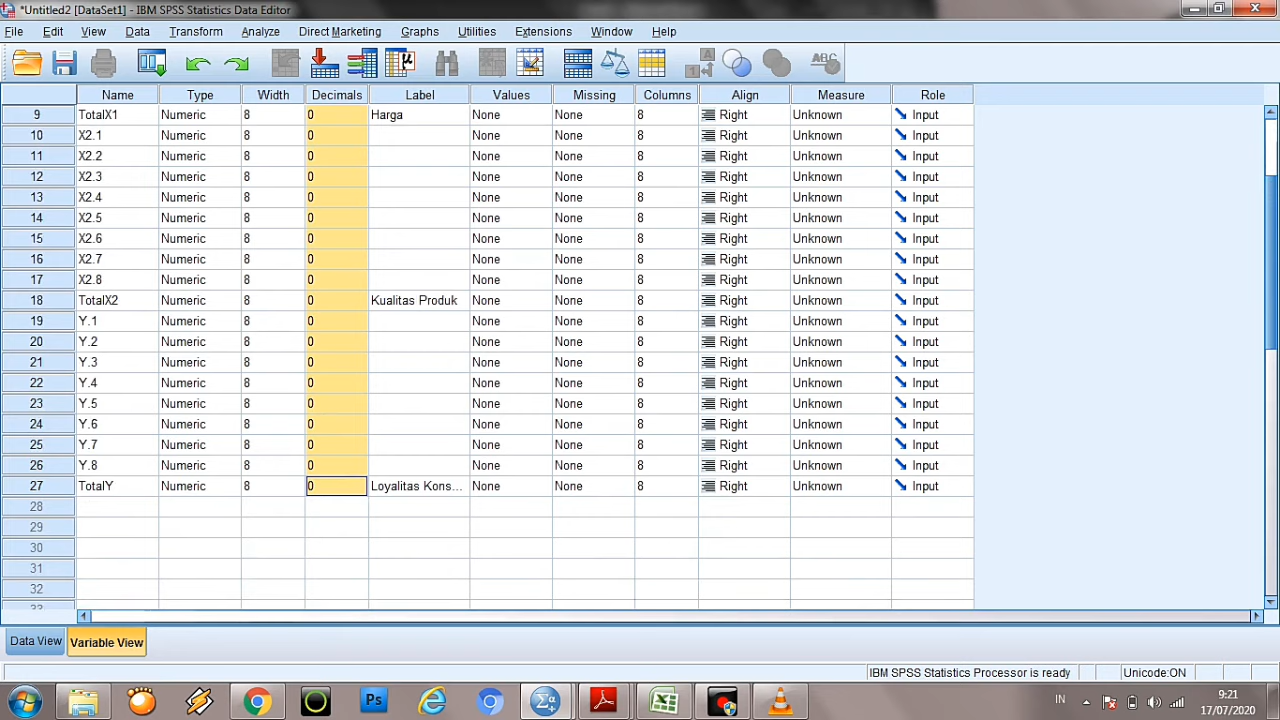 *Untitled2 [DataSet1] - IBM SPSS Statistics Data Editor
File Edit View Data Transform Analyze Direct Marketing Graphs Utilities Extensions Window Help
Name Type Width Decimals Label Values Missing Columns Align Measure Role
9 TotalX1 Numeric 8 0 Harga None None 8 Right Unknown Input
10 X2.1 Numeric 8 0 None None 8 Right Unknown Input
11 X2.2 Numeric 8 0 None None 8 Right Unknown Input
12 X2.3 Numeric 8 0 None None 8 Right Unknown Input
13 X2.4 Numeric 8 0 None None 8 Right Unknown Input
14 X2.5 Numeric 8 0 None None 8 Right Unknown Input
15 X2.6 Numeric 8 0 None None 8 Right Unknown Input
16 X2.7 Numeric 8 0 None None 8 Right Unknown Input
17 X2.8 Numeric 8 0 None None 8 Right Unknown Input
18 TotalX2 Numeric 8 0 Kualitas Produk None None 8 Right Unknown Input
19 Y.1 Numeric 8 0 None None 8 Right Unknown Input
20 Y.2 Numeric 8 0 None None 8 Right Unknown Input
21 Y.3 Numeric 8 0 None None 8 Right Unknown Input
22 Y.4 Numeric 8 0 None None 8 Right Unknown Input
23 Y.5 Numeric 8 0 None None 8 Right Unknown Input
24 Y.6 Numeric 8 0 None None 8 Right Unknown Input
25 Y.7 Numeric 8 0 None None 8 Right Unknown Input
26 Y.8 Numeric 8 0 None None 8 Right Unknown Input
27 TotalY Numeric 8 0 Loyalitas Kons... None None 8 Right Unknown Input
28
29
30
31
32
33
Data View Variable View
IBM SPSS Statistics Processor is ready Unicode:ON
Ps IN 9:21
17/07/2020